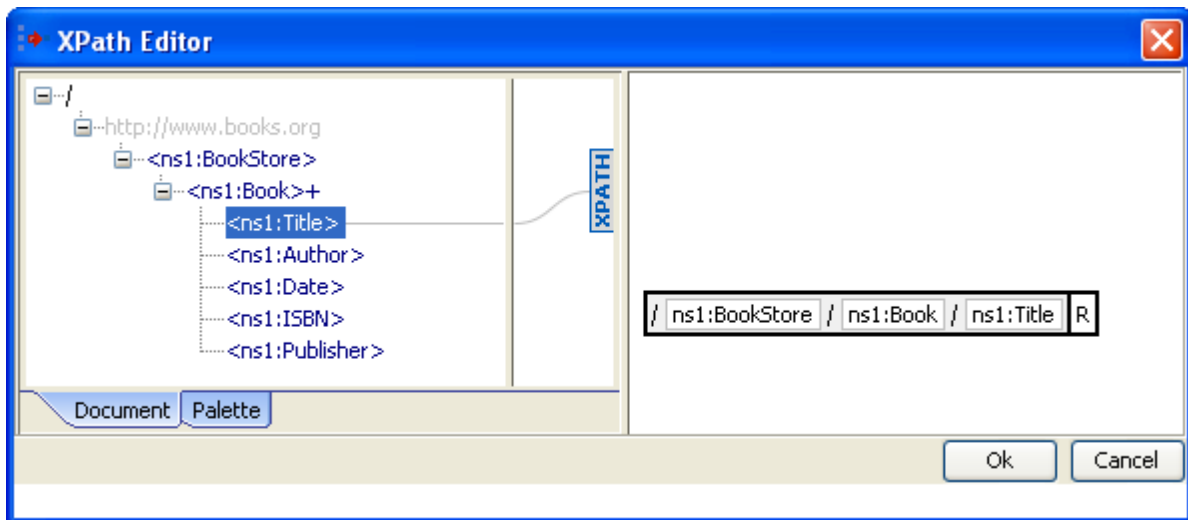 XPath Editor
/
http://www.books.org
<ns1:BookStore>
<ns1:Book>+
<ns1:Title>
<ns1:Author>
<ns1:Date>
<ns1:ISBN>
<ns1:Publisher>
XPATH
/ ns1:BookStore / ns1:Book / ns1:Title R
Document Palette
Ok Cancel